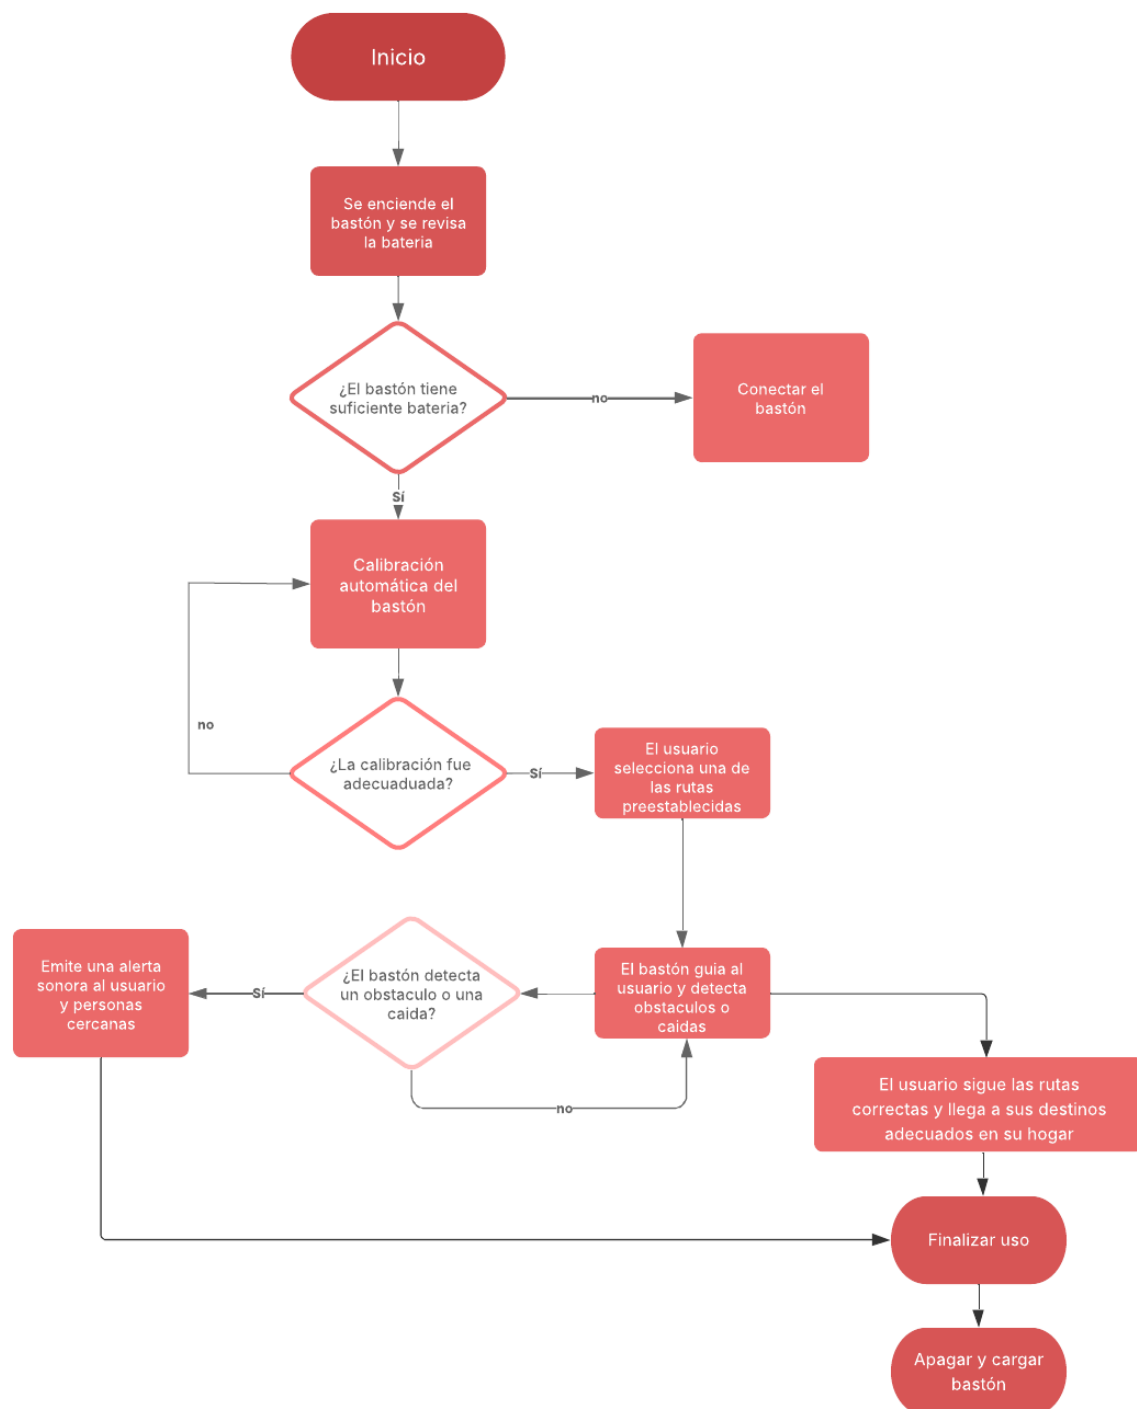 Inicio
Se enciende el
bastón y se revisa
la bateria
¿El bastón tiene
suficiente bateria?
no
Conectar el
bastón
Sí
Calibración
automática del
bastón
no
¿La calibración fue
adecuaduada?
Sí
El usuario
selecciona una de
las rutas
preestablecidas
Emite una alerta
sonora al usuario
y personas
cercanas
Sí
¿El bastón detecta
un obstaculo o una
caida?
El bastón guia al
usuario y detecta
obstaculos o
caidas
no
El usuario sigue las rutas
correctas y llega a sus destinos
adecuados en su hogar
Finalizar uso
Apagar y cargar
bastón